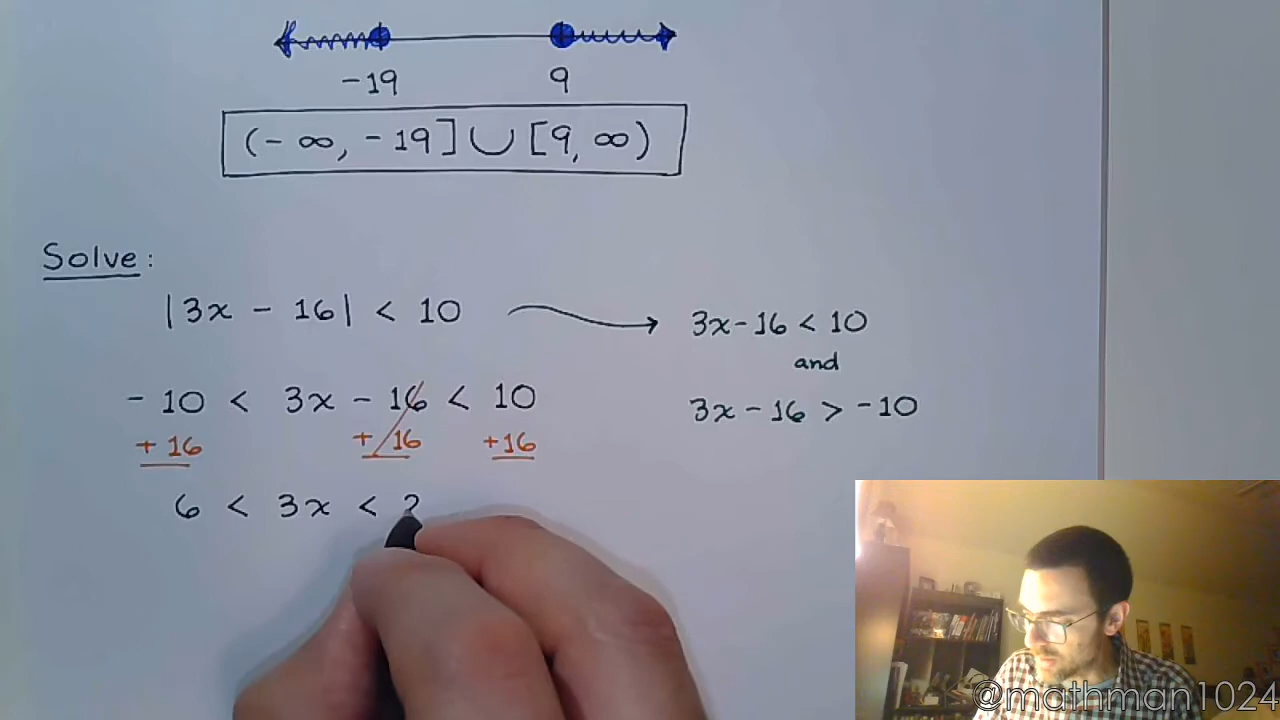 -19 9
(-∞, -19] ∪ [9, ∞)
Solve:
|3x - 16| < 10
3x-16 < 10
and
3x - 16 > -10
-10 < 3x - 16 < 10
+ 16 + 16 +16
6 < 3x < 2
@mathman1024